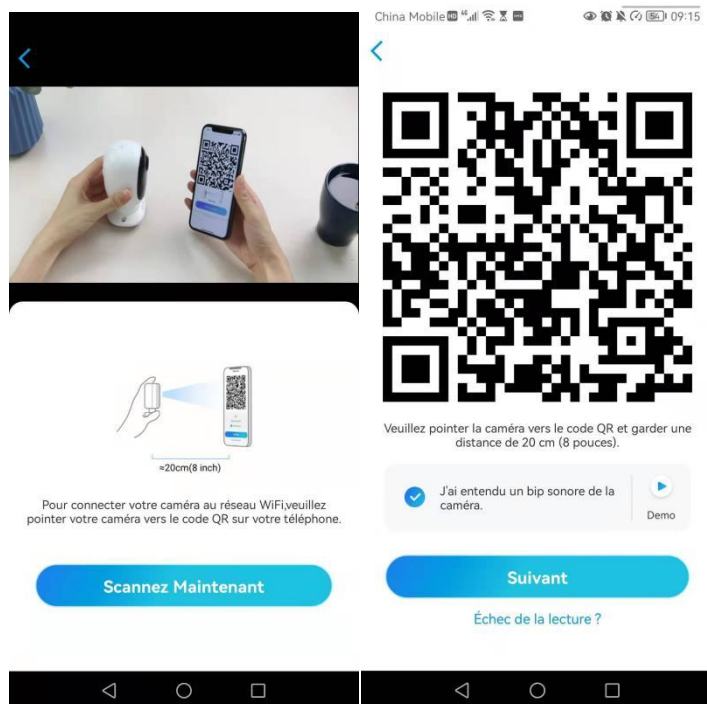 ≈20cm(8 inch)
Pour connecter votre caméra au réseau WiFi,veuillez
pointer votre caméra vers le code QR sur votre téléphone.
Scannez Maintenant
China Mobile HD 09:15
Veuillez pointer la caméra vers le code QR et garder une
distance de 20 cm (8 pouces).
J'ai entendu un bip sonore de la
caméra.
Demo
Suivant
Échec de la lecture ?